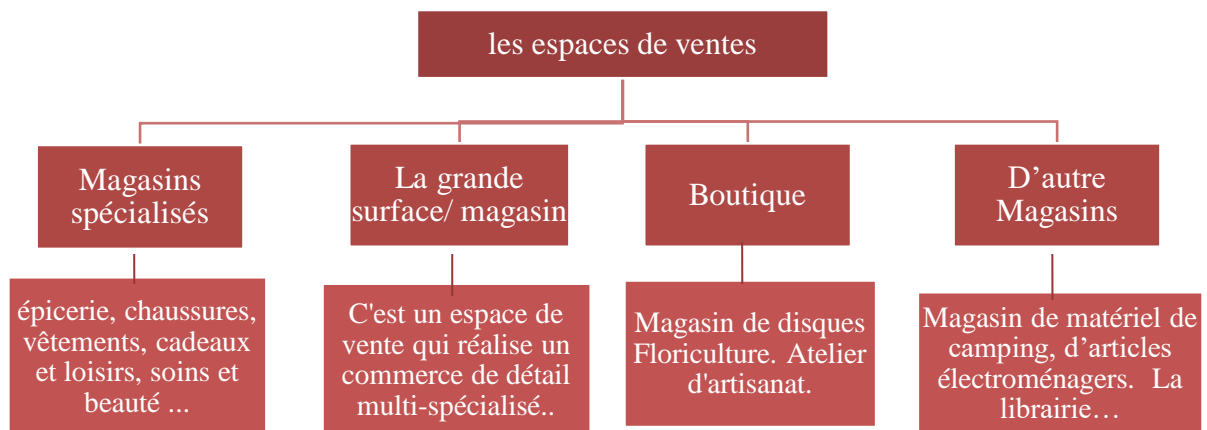 les espaces de ventes
Magasins
spécialisés
La grande
surface/ magasin
Boutique
D’autre
Magasins
épicerie, chaussures,
vêtements, cadeaux
et loisirs, soins et
beauté ...
C'est un espace de
vente qui réalise un
commerce de détail
multi-spécialisé..
Magasin de disques
Floriculture. Atelier
d'artisanat.
Magasin de matériel de
camping, d’articles
électroménagers. La
librairie…